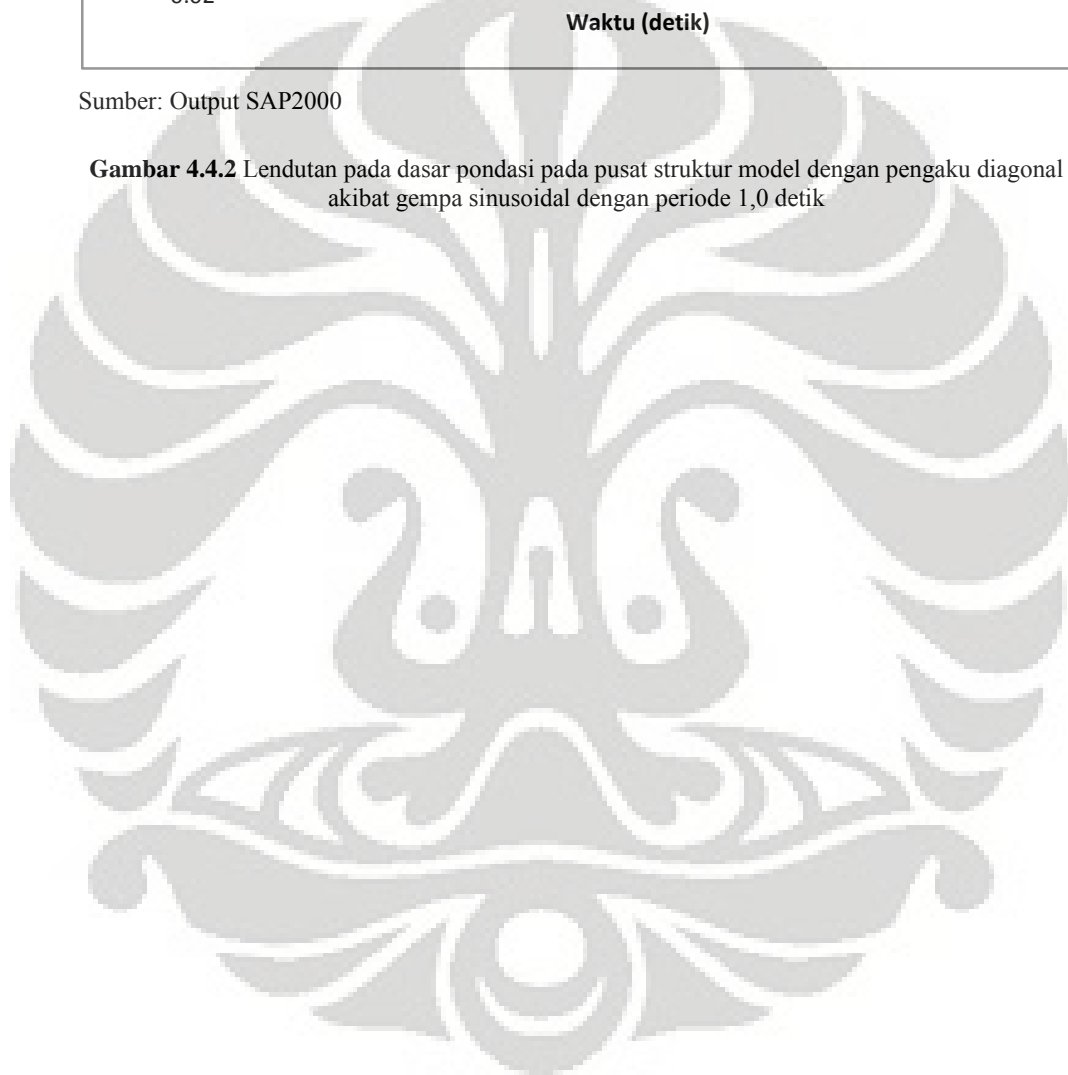 Waktu (detik)
Sumber: Output SAP2000
Gambar 4.4.2 Lendutan pada dasar pondasi pada pusat struktur model dengan pengaku diagonal
akibat gempa sinusoidal dengan periode 1,0 detik